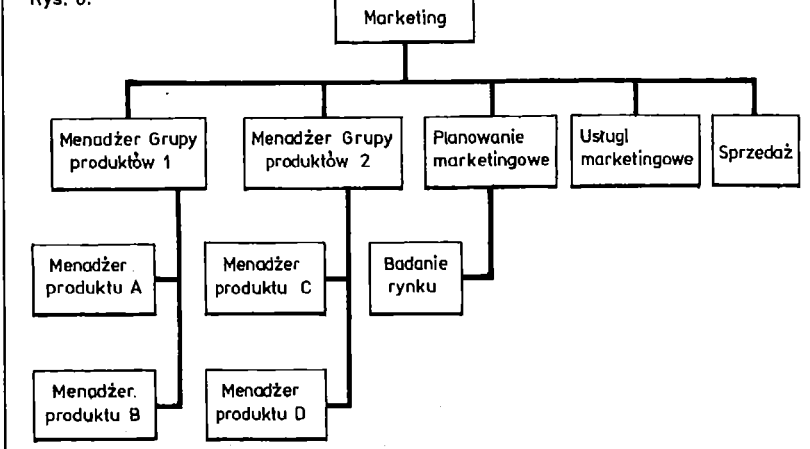 Rys.
Marketing
Menadżer Grupy
produktów 1
Menadżer Grupy
produktów 2
Planowanie
marketingowe
Usługi
marketingowe
Sprzedaż
Menadżer
produktu A
Menadżer
produktu C
Badanie
rynku
Menadżer.
produktu B
Menadżer
produktu D